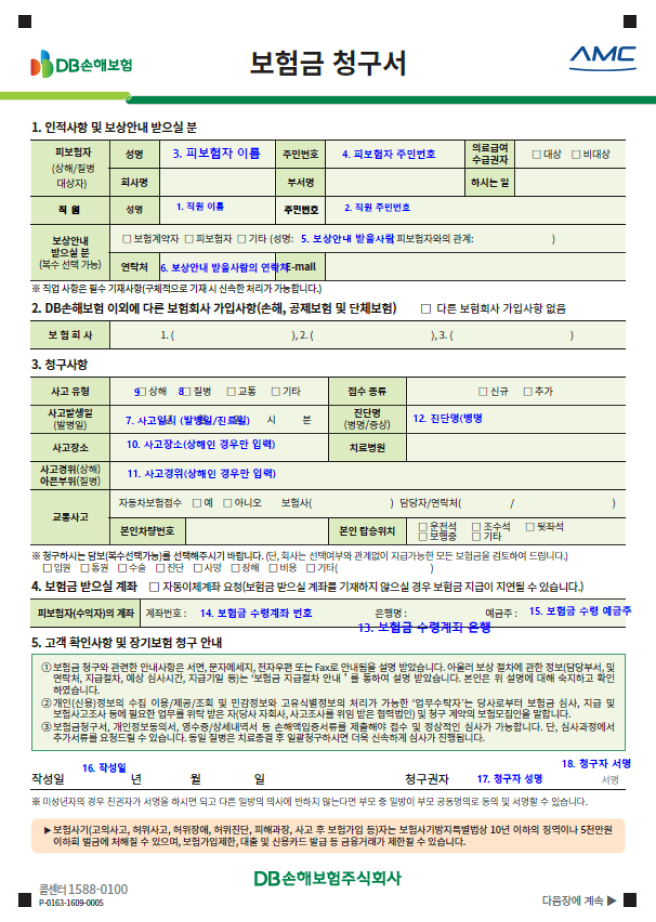 DB손해보험
보험금 청구서
AMC
1. 인적사항 및 보상안내 받으실 분
피보험자 (상해/질병 대상자) 성명 3. 피보험자 이름 주민번호 4. 피보험자 주민번호 의료급여 수급권자 □ 대상 □ 비대상
회사명 부서명 하시는 일
직 원 성명 1. 직원 이름 주민번호 2. 직원 주민번호
보상안내 받으실 분 (복수 선택 가능) □ 보험계약자 □ 피보험자 □ 기타 (성명: 5. 보상안내 받을사람 피보험자와의 관계: )
연락처 6. 보상안내 받을사람의 연락처 E-mail
※ 직업 사항은 필수 기재사항(구체적으로 기재 시 신속한 처리가 가능합니다.)
2. DB손해보험 이외에 다른 보험회사 가입사항(손해, 공제보험 및 단체보험) □ 다른 보험회사 가입사항 없음
보 험 회 사 1. ( ), 2. ( ), 3. ( )
3. 청구사항
사고 유형 9□ 상해 8□ 질병 □ 교통 □ 기타 접수 종류 □ 신규 □ 추가
사고발생일 (발병일) 7. 사고일시 (발병일/진료일) 시 분 진단명 (병명/증상) 12. 진단명(병명
사고장소 10. 사고장소(상해인 경우만 입력) 치료병원
사고경위(상해) 아픈부위(질병) 11. 사고경위(상해인 경우만 입력)
교통사고 자동차보험접수 □ 예 □ 아니오 보험사( ) 담당자/연락처( / )
본인차량번호 본인 탑승위치 □ 운전석 □ 조수석 □ 뒷좌석
□ 보행중 □ 기타
※ 청구하시는 담보(복수선택가능)를 선택해주시기 바랍니다. (단, 회사는 선택여부와 관계없이 지급가능한 모든 보험금을 검토하여 드립니다.)
□ 입원 □ 통원 □ 수술 □ 진단 □ 사망 □ 장해 □ 비용 □ 기타( )
4. 보험금 받으실 계좌 □ 자동이체계좌 요청(보험금 받으실 계좌를 기재하지 않으실 경우 보험금 지급이 지연될 수 있습니다.)
피보험자(수익자)의 계좌 계좌번호 : 14. 보험금 수령계좌 번호 은행명 : 예금주 : 15. 보험금 수령 예금주
13. 보험금 수령계좌 은행
5. 고객 확인사항 및 장기보험 청구 안내
① 보험금 청구와 관련한 안내사항은 서면, 문자메세지, 전자우편 또는 Fax로 안내됨을 설명 받았습니다. 아울러 보상 절차에 관한 정보(담당부서, 및
연락처, 지급절차, 예상 심사시간, 지급기일 등)는 '보험금 지급절차 안내 ' 를 통하여 설명 받았습니다. 본인은 위 설명에 대해 숙지하고 확인
하였습니다.
② 개인(신용)정보의 수집 이용/제공/조회 및 민감정보와 고유식별정보의 처리가 가능한 '업무수탁자'는 당사로부터 보험금 심사, 지급 및
보험사고조사 등에 필요한 업무를 위탁 받은 자(당사 자회사, 사고조사를 위임 받은 협력법인) 및 청구 계약의 보험모집인을 말합니다.
③ 보험금청구서, 개인정보동의서, 영수증/상세내역서 등 손해액입증서류를 제출해야 접수 및 정상적인 심사가 가능합니다. 단, 심사과정에서
추가서류를 요청드릴 수 있습니다. 동일 질병은 치료종결 후 일괄청구하시면 더욱 신속하게 심사가 진행됩니다.
16. 작성일 18. 청구자 서명
작성일 년 월 일 청구권자 17. 청구자 성명 서명
※ 미성년자의 경우 친권자가 서명을 하시면 되고 다른 일방의 의사에 반하지 않는다면 부모 중 일방이 부모 공동명의로 동의 및 서명할 수 있습니다.
▶ 보험사기(고의사고, 허위사고, 허위장애, 허위진단, 피해과장, 사고 후 보험가입 등)자는 보험사기방지특별법상 10년 이하의 징역이나 5천만원
이하의 벌금에 처해질 수 있으며, 보험가입제한, 대출 및 신용카드 발급 등 금융거래가 제한될 수 있습니다.
DB손해보험주식회사
콜센터 1588-0100
P-0163-1609-0005
다음장에 계속 ▶